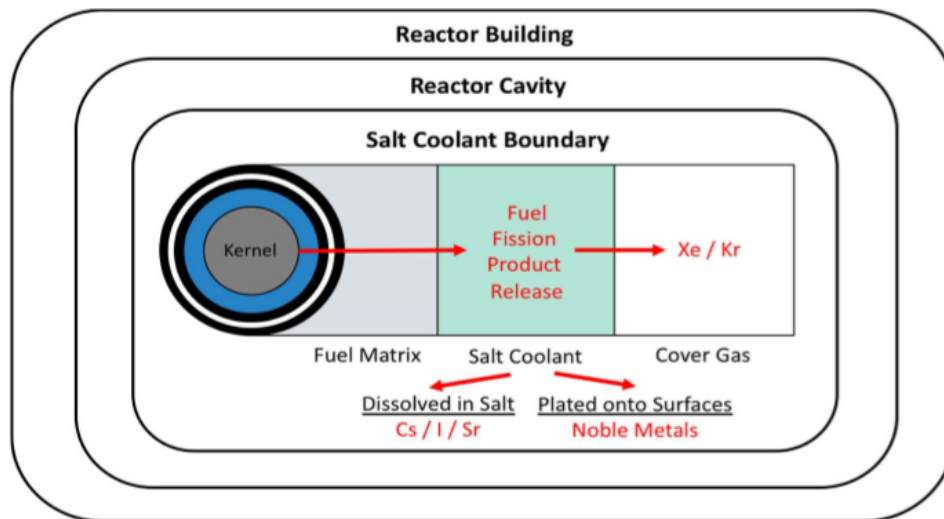 Reactor Building
Reactor Cavity
Salt Coolant Boundary
Kernel
Fuel
Fission
Product
Release
Xe / Kr
Fuel Matrix
Salt Coolant
Cover Gas
Dissolved in Salt
Cs / I / Sr
Plated onto Surfaces
Noble Metals